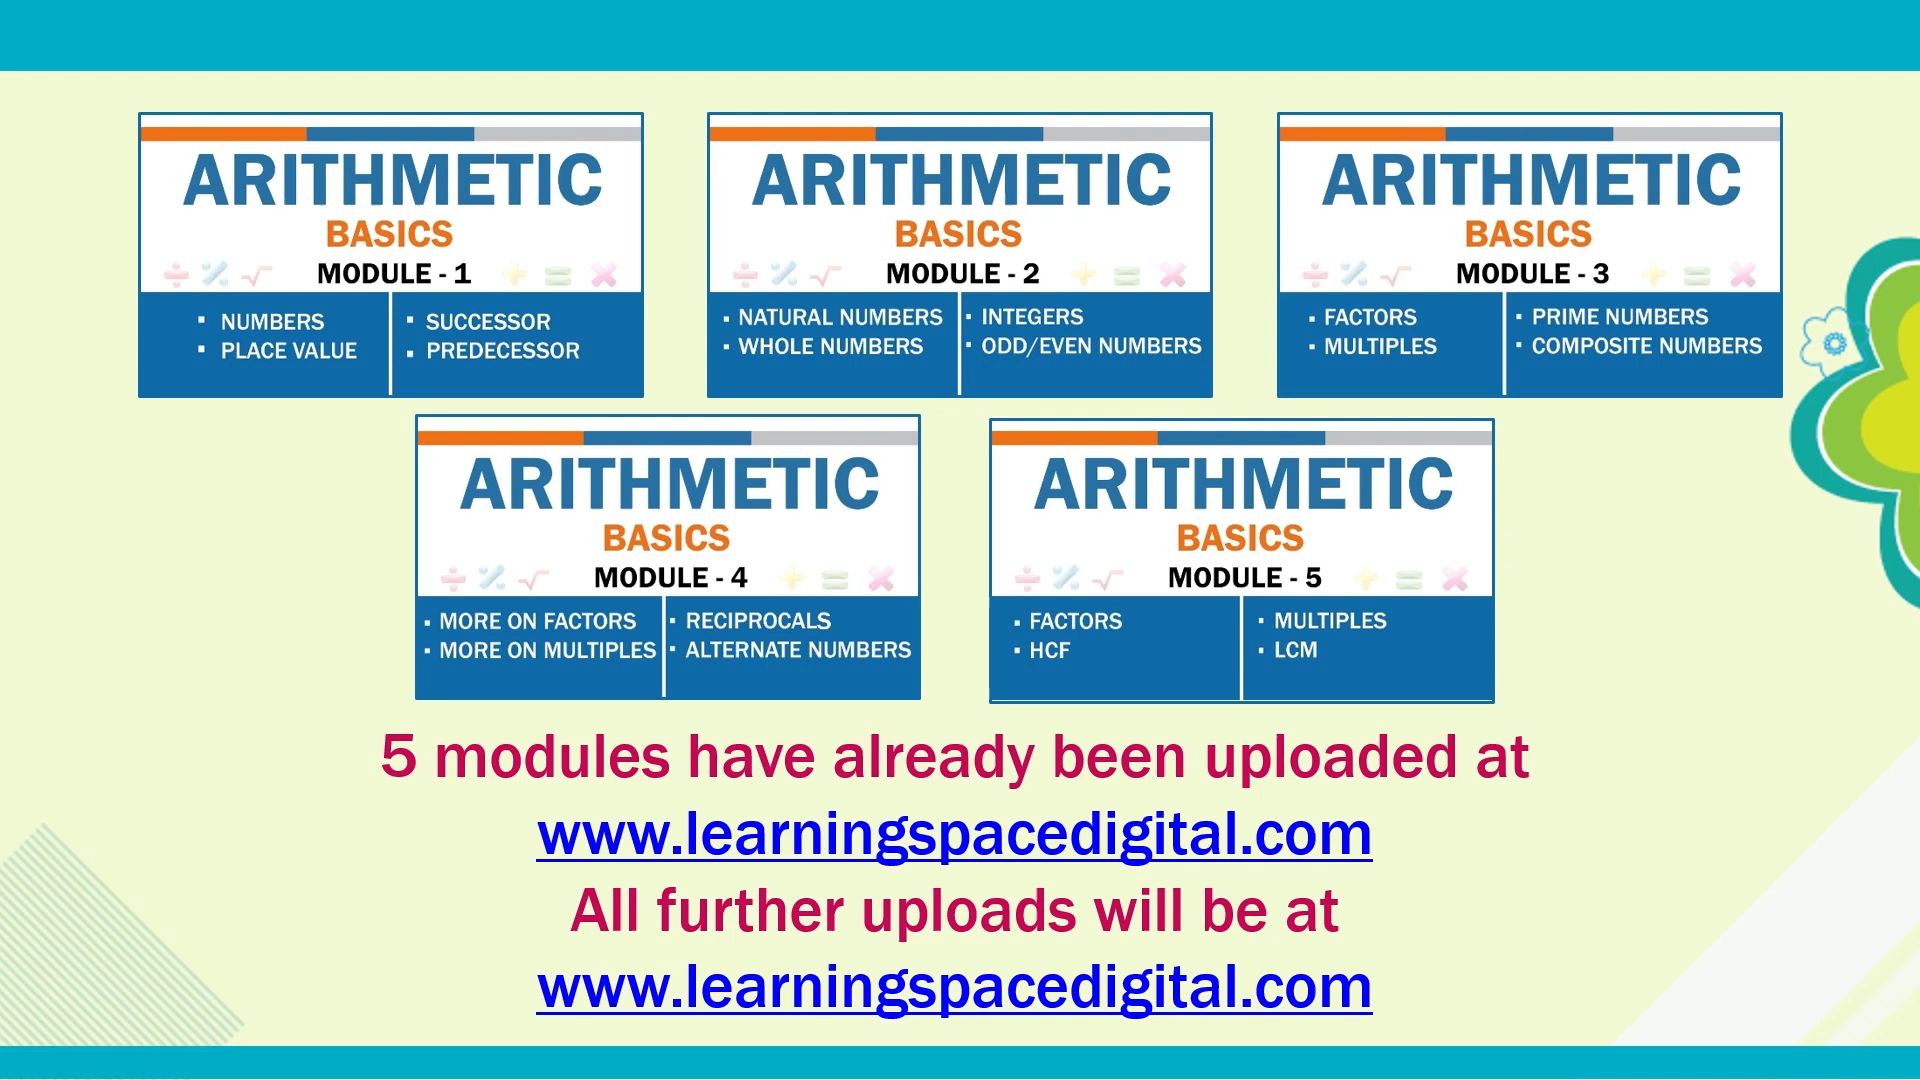 ARITHMETIC
BASICS
MODULE - 1
▪ NUMBERS
▪ PLACE VALUE
▪ SUCCESSOR
▪ PREDECESSOR
ARITHMETIC
BASICS
MODULE - 2
▪ NATURAL NUMBERS
▪ WHOLE NUMBERS
▪ INTEGERS
▪ ODD/EVEN NUMBERS
ARITHMETIC
BASICS
MODULE - 3
▪ FACTORS
▪ MULTIPLES
▪ PRIME NUMBERS
▪ COMPOSITE NUMBERS
ARITHMETIC
BASICS
MODULE - 4
▪ MORE ON FACTORS
▪ MORE ON MULTIPLES
▪ RECIPROCALS
▪ ALTERNATE NUMBERS
ARITHMETIC
BASICS
MODULE - 5
▪ FACTORS
▪ HCF
▪ MULTIPLES
▪ LCM
5 modules have already been uploaded at
www.learningspacedigital.com
All further uploads will be at
www.learningspacedigital.com